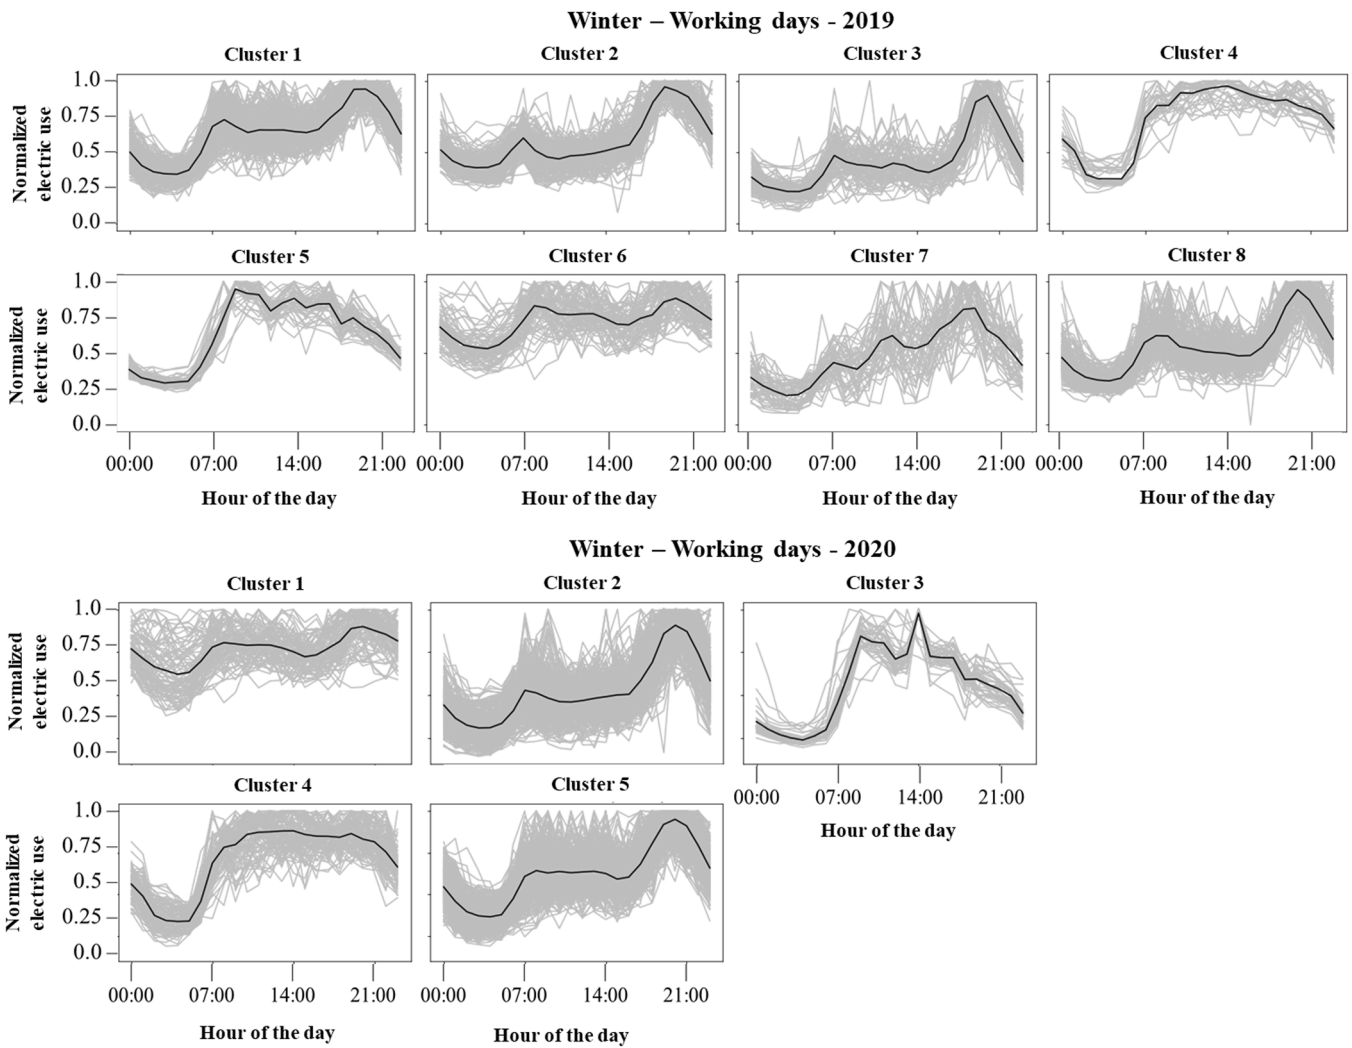 Winter – Working days - 2019
Cluster 1 Cluster 2 Cluster 3 Cluster 4
Normalized
electric use
1.0
0.75
0.5
0.25
0.0
Cluster 5 Cluster 6 Cluster 7 Cluster 8
Normalized
electric use
1.0
0.75
0.5
0.25
0.0
00:00 07:00 14:00 21:00 00:00 07:00 14:00 21:00 00:00 07:00 14:00 21:00 00:00 07:00 14:00 21:00
Hour of the day Hour of the day Hour of the day Hour of the day
Winter – Working days - 2020
Cluster 1 Cluster 2 Cluster 3
Normalized
electric use
1.0
0.75
0.5
0.25
0.0
00:00 07:00 14:00 21:00
Hour of the day
Cluster 4 Cluster 5
Normalized
electric use
1.0
0.75
0.5
0.25
0.0
00:00 07:00 14:00 21:00 00:00 07:00 14:00 21:00
Hour of the day Hour of the day